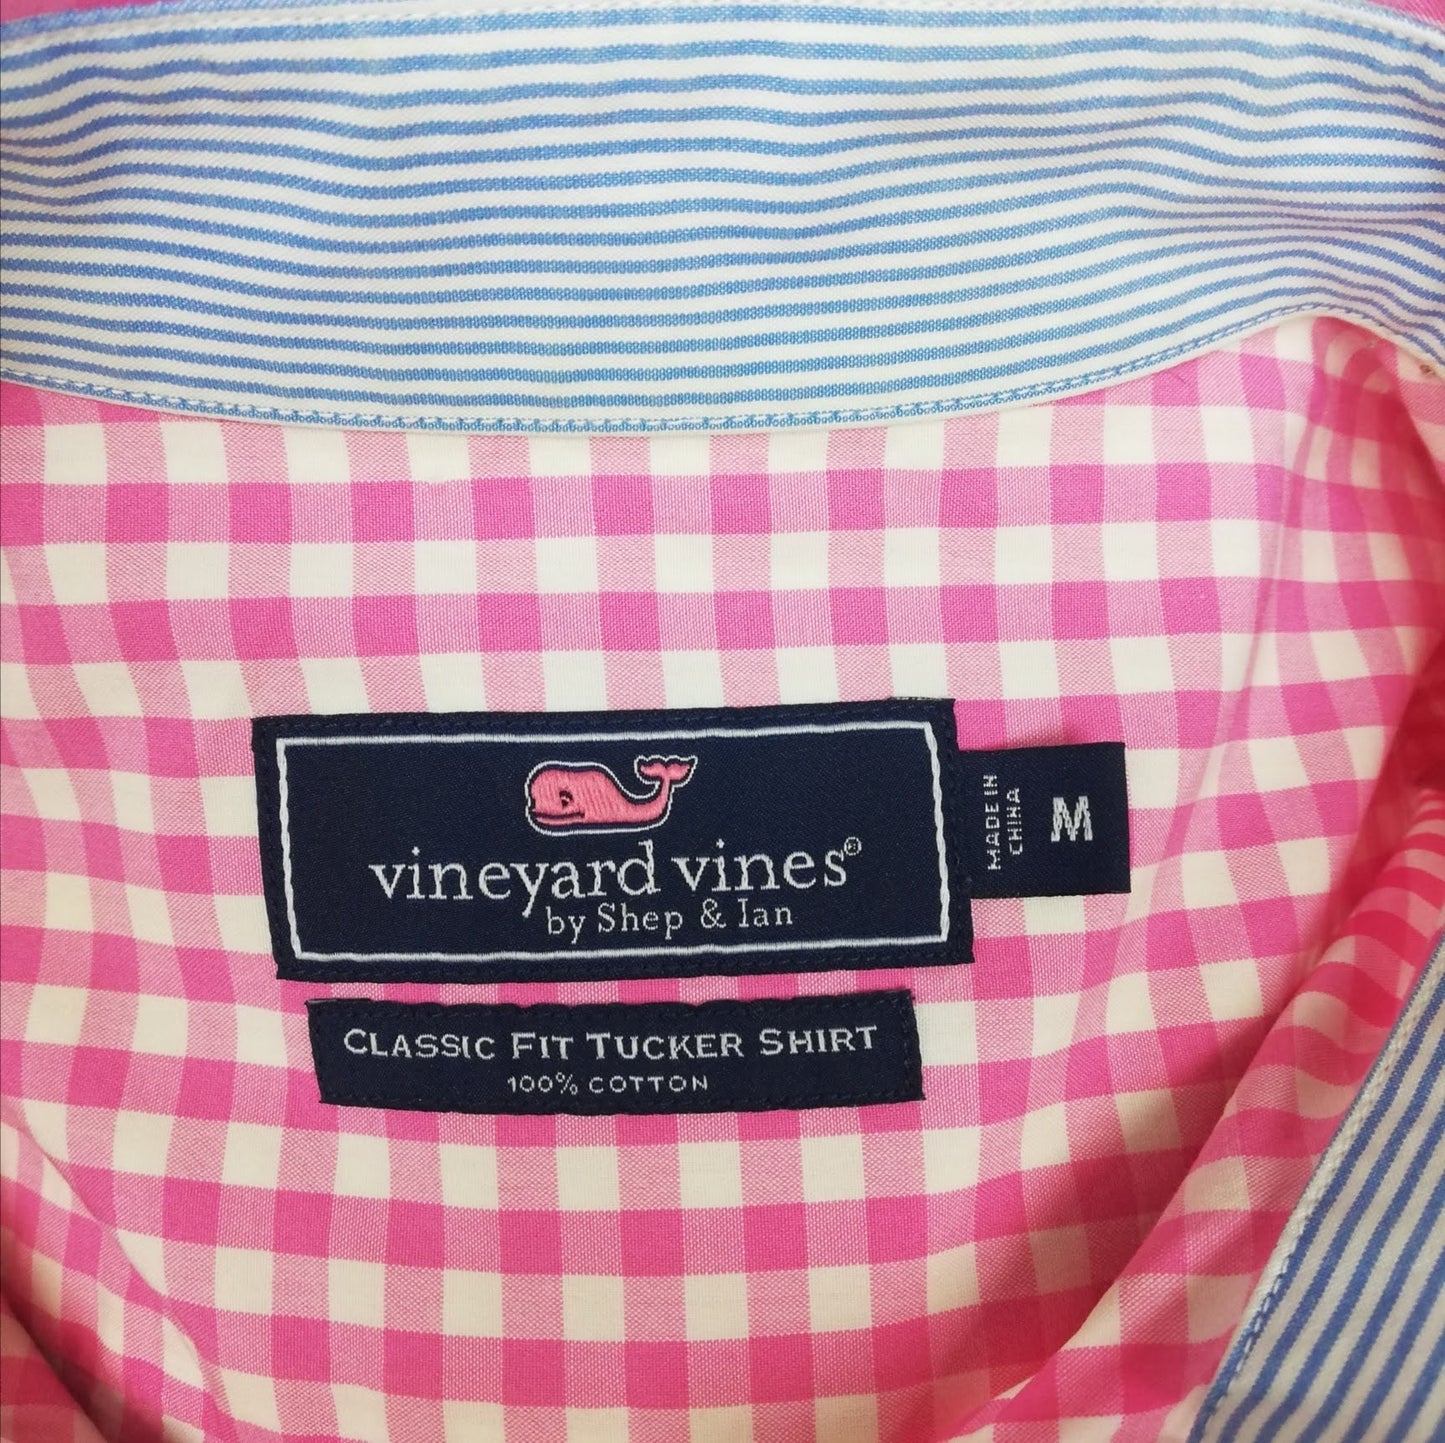 vineyard vines®
by Shep & Ian
MADE IN
CHINA
M
CLASSIC FIT TUCKER SHIRT
100% COTTON